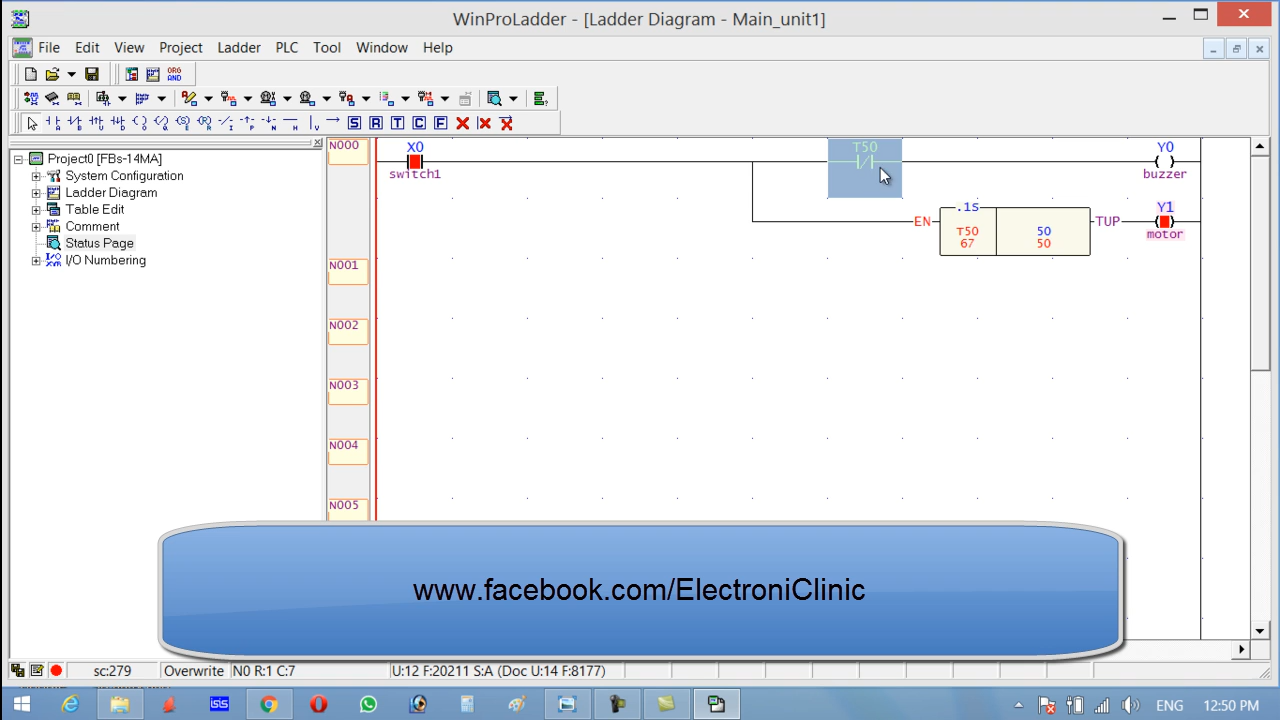 WinProLadder - [Ladder Diagram - Main_unit1]
File Edit View Project Ladder PLC Tool Window Help
ORG
AND
A B U D
S R T C F
Project0 [FBs-14MA]
System Configuration
Ladder Diagram
Table Edit
Comment
Status Page
I/O Numbering
N000
X0
switch1
T50
Y0
buzzer
EN
.1S
T50
67
50
50
TUP
Y1
motor
N001
N002
N003
N004
N005
www.facebook.com/ElectroniClinic
sc:279 Overwrite N0 R:1 C:7 U:12 F:20211 S:A (Doc U:14 F:8177)
ISIS
ENG 12:50 PM